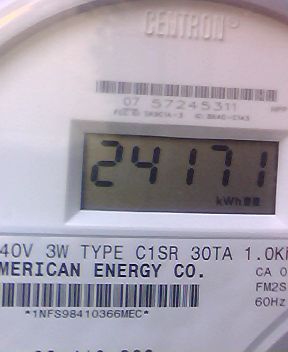 CENTRON®
07 57245311
24171
kWh
40V 3W TYPE C1SR 30TA 1.0K
MERICAN ENERGY CO.
CA 0
FM2S
60Hz
*1NFS98410366MEC*